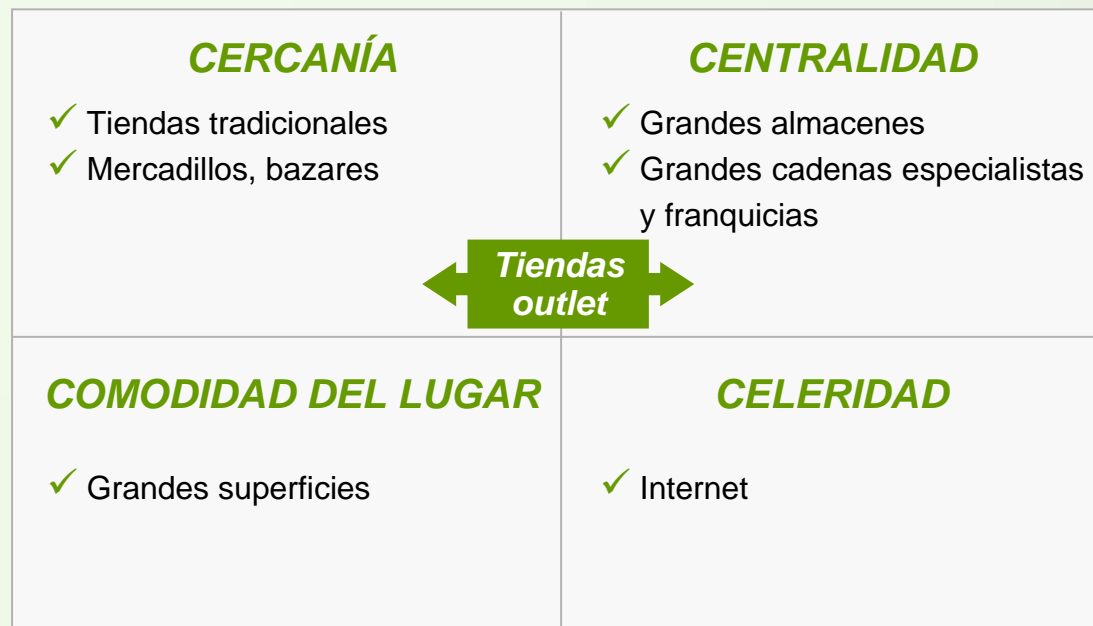 CERCANÍA
✓ Tiendas tradicionales
✓ Mercadillos, bazares
CENTRALIDAD
✓ Grandes almacenes
✓ Grandes cadenas especialistas
y franquicias
Tiendas
outlet
COMODIDAD DEL LUGAR
✓ Grandes superficies
CELERIDAD
✓ Internet